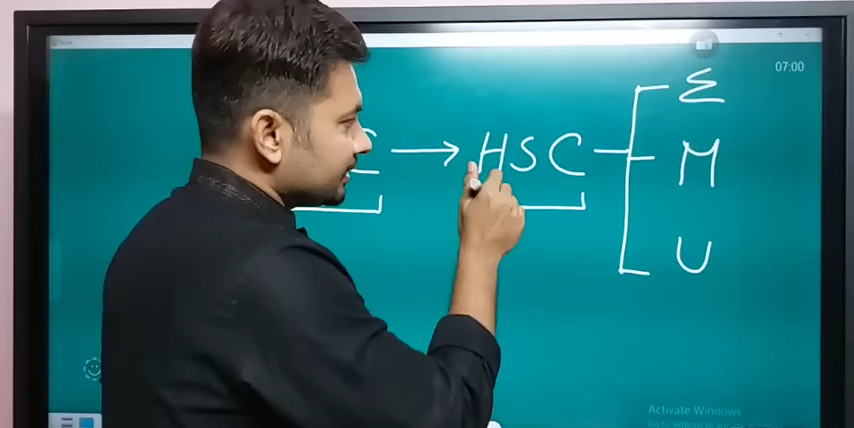 07:00
→ HSC
E
M
U
Activate Windows